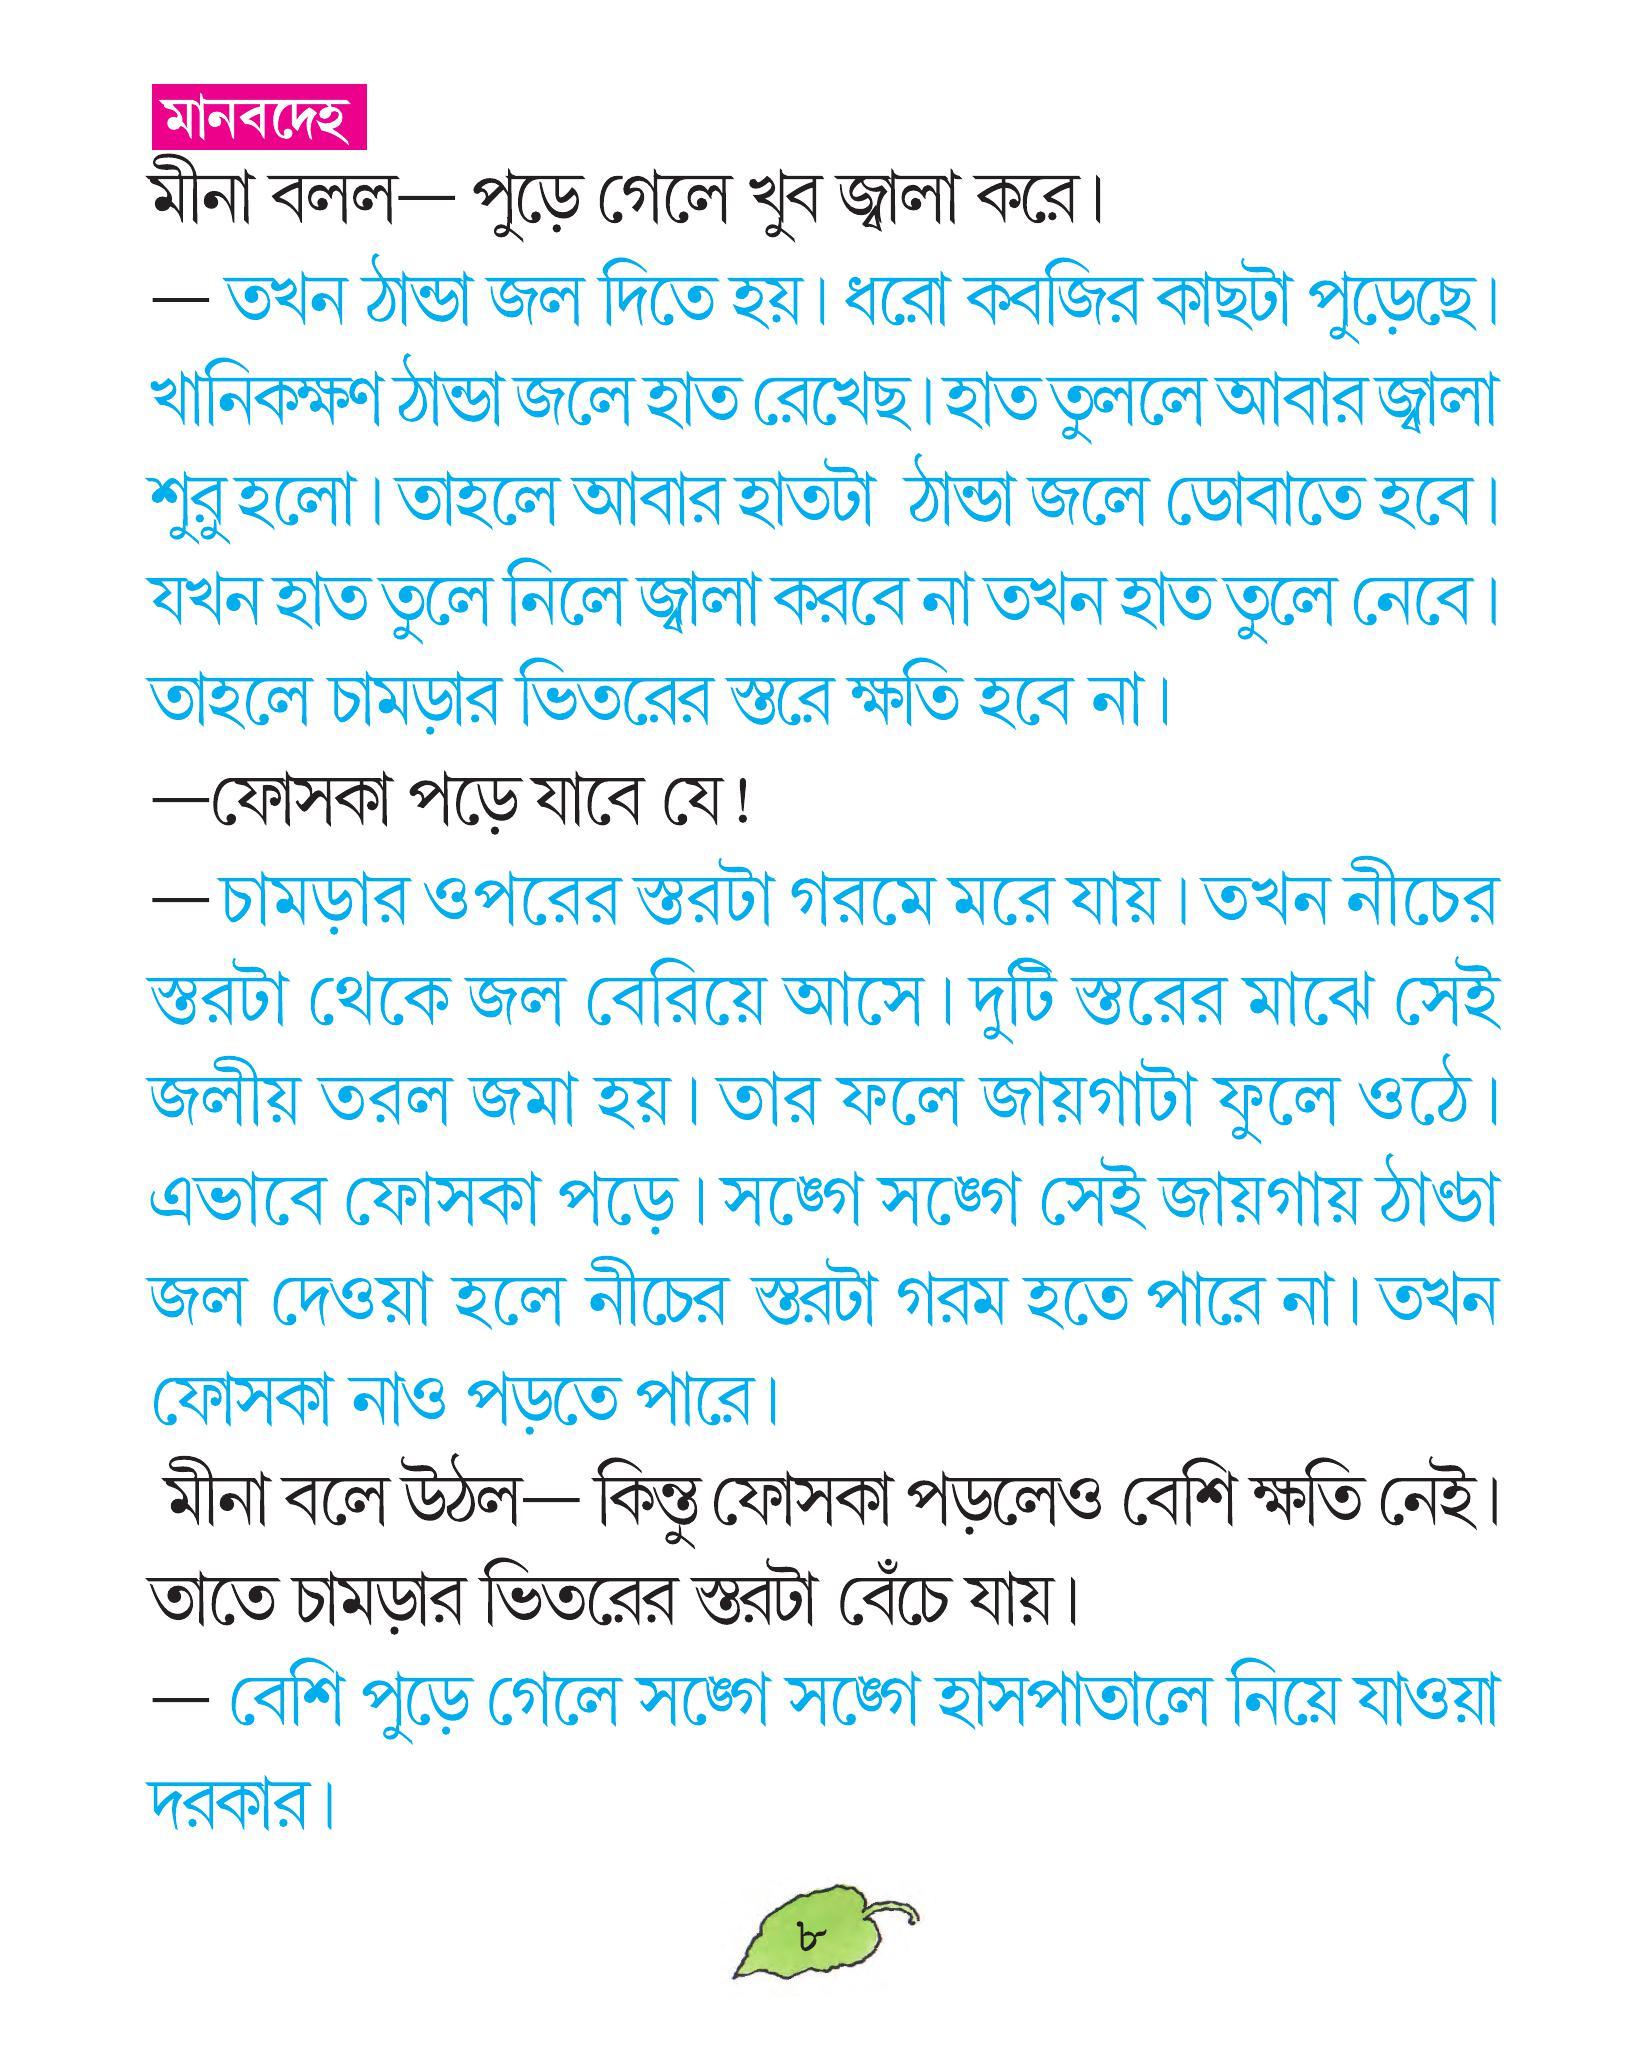 মানবদেহ
মীনা বলল— পুড়ে গেলে খুব জ্বালা করে।
— তখন ঠান্ডা জল দিতে হয়। ধরো কবজির কাছটা পুড়েছে।
খানিকক্ষণ ঠান্ডা জলে হাত রেখেছ। হাত তুললে আবার জ্বালা
শুরু হলো। তাহলে আবার হাতটা ঠান্ডা জলে ডোবাতে হবে।
যখন হাত তুলে নিলে জ্বালা করবে না তখন হাত তুলে নেবে।
তাহলে চামড়ার ভিতরের স্তরে ক্ষতি হবে না।
—ফোসকা পড়ে যাবে যে!
— চামড়ার ওপরের স্তরটা গরমে মরে যায়। তখন নীচের
স্তরটা থেকে জল বেরিয়ে আসে। দুটি স্তরের মাঝে সেই
জলীয় তরল জমা হয়। তার ফলে জায়গাটা ফুলে ওঠে।
এভাবে ফোসকা পড়ে। সঙ্গে সঙ্গে সেই জায়গায় ঠাণ্ডা
জল দেওয়া হলে নীচের স্তরটা গরম হতে পারে না। তখন
ফোসকা নাও পড়তে পারে।
মীনা বলে উঠল— কিন্তু ফোসকা পড়লেও বেশি ক্ষতি নেই।
তাতে চামড়ার ভিতরের স্তরটা বেঁচে যায়।
— বেশি পুড়ে গেলে সঙ্গে সঙ্গে হাসপাতালে নিয়ে যাওয়া
দরকার।
৮